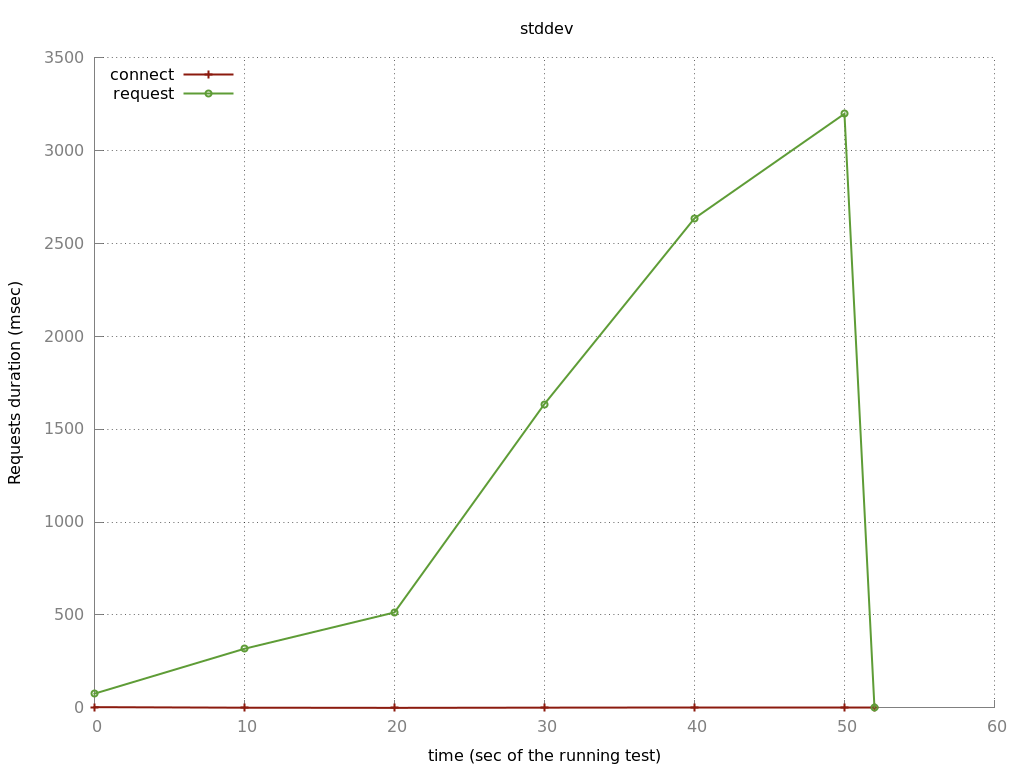 stddev
3500
connect
request
3000
2500
2000
1500
1000
500
0
0 10 20 30 40 50 60
Requests duration (msec)
time (sec of the running test)